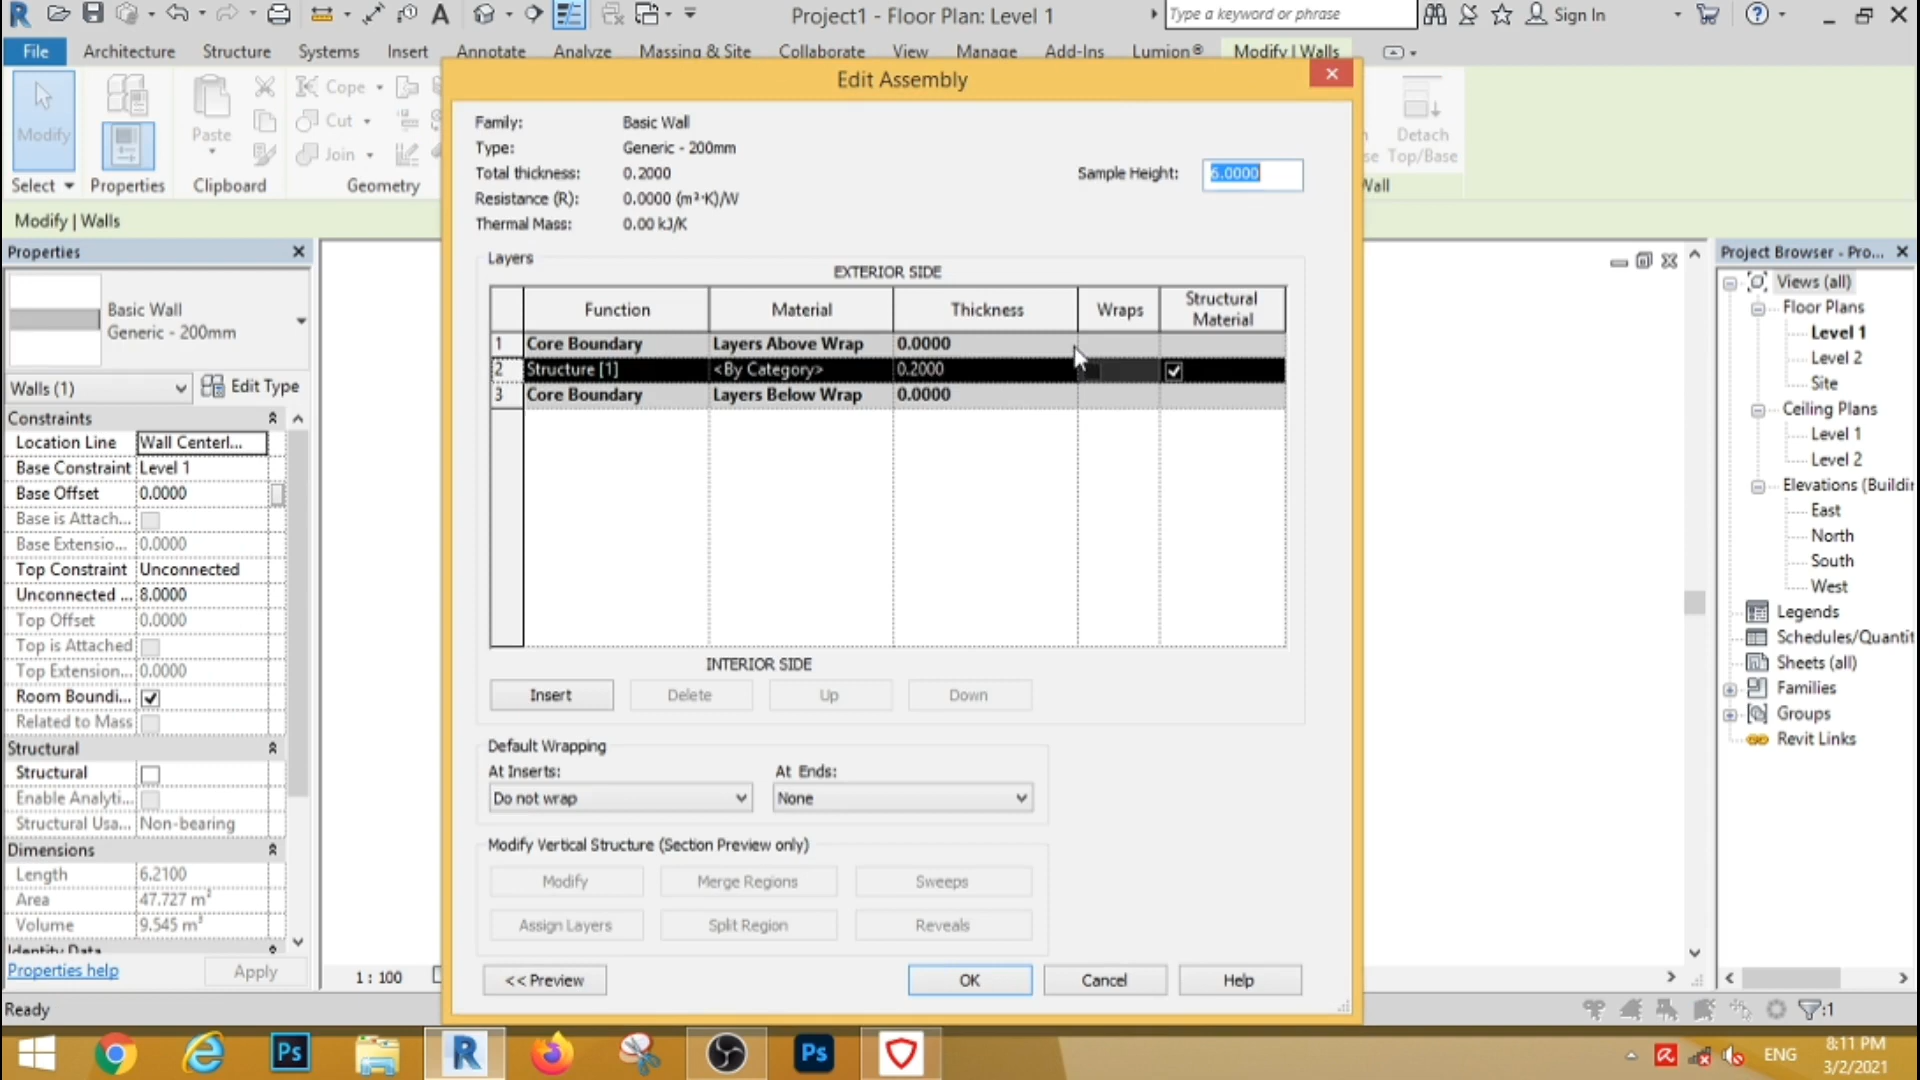 Project1 - Floor Plan: Level 1
Type a keyword or phrase
Sign In
File
Architecture
Structure
Systems
Insert
Annotate
Analyze
Massing & Site
Collaborate
View
Manage
Add-Ins
Lumion®
Modify | Walls
Modify
Paste
Cope
Cut
Join
Detach
Top/Base
Select
Properties
Clipboard
Geometry
Modify | Walls
Properties
Basic Wall
Generic - 200mm
Walls (1)
Edit Type
Constraints
Location Line Wall Centerl...
Base Constraint Level 1
Base Offset 0.0000
Base is Attach...
Base Extensio... 0.0000
Top Constraint Unconnected
Unconnected ... 8.0000
Top Offset 0.0000
Top is Attached
Top Extension... 0.0000
Room Boundi...
Related to Mass
Structural
Structural
Enable Analyti...
Structural Usa... Non-bearing
Dimensions
Length 6.2100
Area 47.727 m²
Volume 9.545 m³
Identity Data
Properties help
Apply
1 : 100
Ready
Edit Assembly
Family: Basic Wall
Type: Generic - 200mm
Total thickness: 0.2000
Sample Height: 6.0000
Resistance (R): 0.0000 (m²·K)/W
Thermal Mass: 0.00 kJ/K
Layers
EXTERIOR SIDE
Function Material Thickness Wraps Structural Material
1 Core Boundary Layers Above Wrap 0.0000
2 Structure [1] <By Category> 0.2000
3 Core Boundary Layers Below Wrap 0.0000
INTERIOR SIDE
Insert Delete Up Down
Default Wrapping
At Inserts: At Ends:
Do not wrap None
Modify Vertical Structure (Section Preview only)
Modify Merge Regions Sweeps
Assign Layers Split Region Reveals
<< Preview OK Cancel Help
Project Browser - Pro...
Views (all)
Floor Plans
Level 1
Level 2
Site
Ceiling Plans
Level 1
Level 2
Elevations (Buildin
East
North
South
West
Legends
Schedules/Quantit
Sheets (all)
Families
Groups
Revit Links
:1
Ps
R
Ps
ENG
8:11 PM
3/2/2021